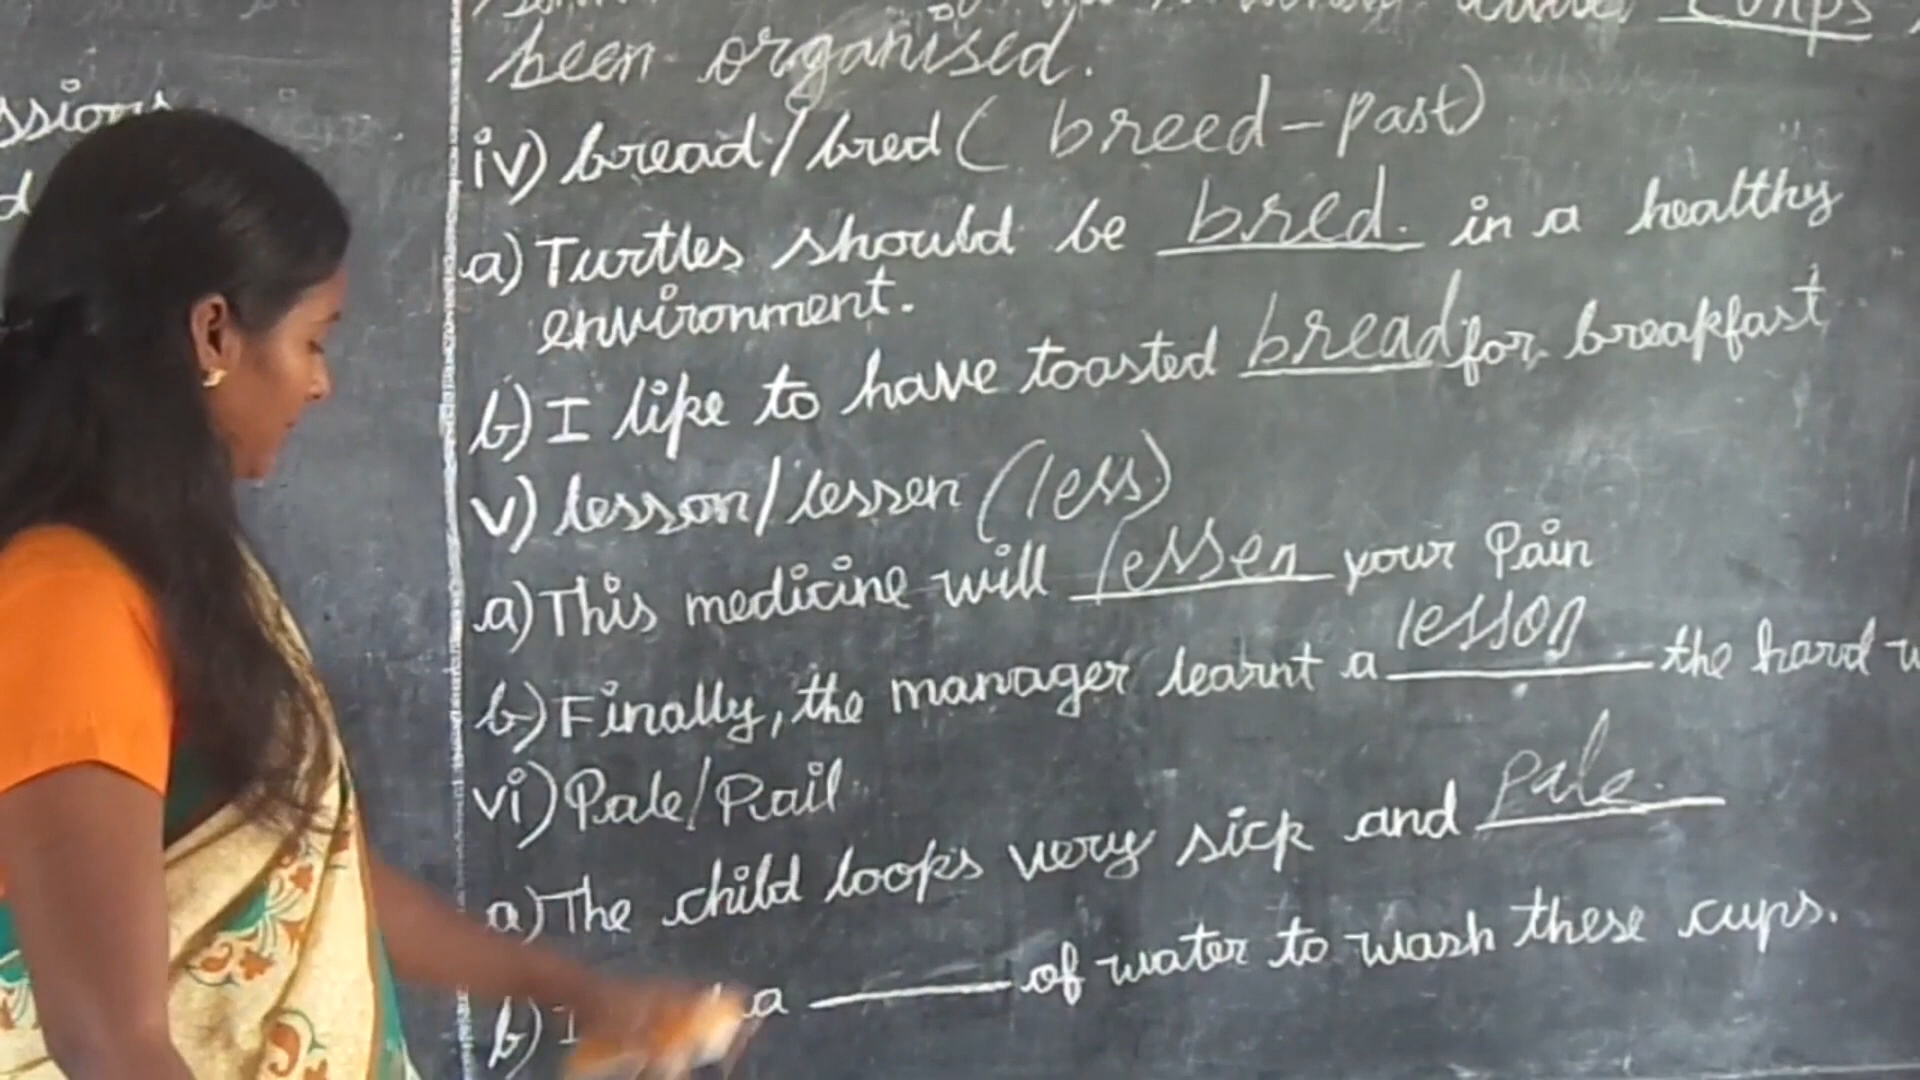 ssions
d
been organised.
iv) bread/bred ( breed-past)
a) Turtles should be bred. in a healthy
environment.
b) I like to have toasted bread for breakfast
v) lesson/lessen (less)
a) This medicine will lessen your Pain
b) Finally, the manager learnt a lesson the hard w
vi) Pale/Pail
a) The child looks very sick and pale.
b) I a ____ of water to wash these cups.